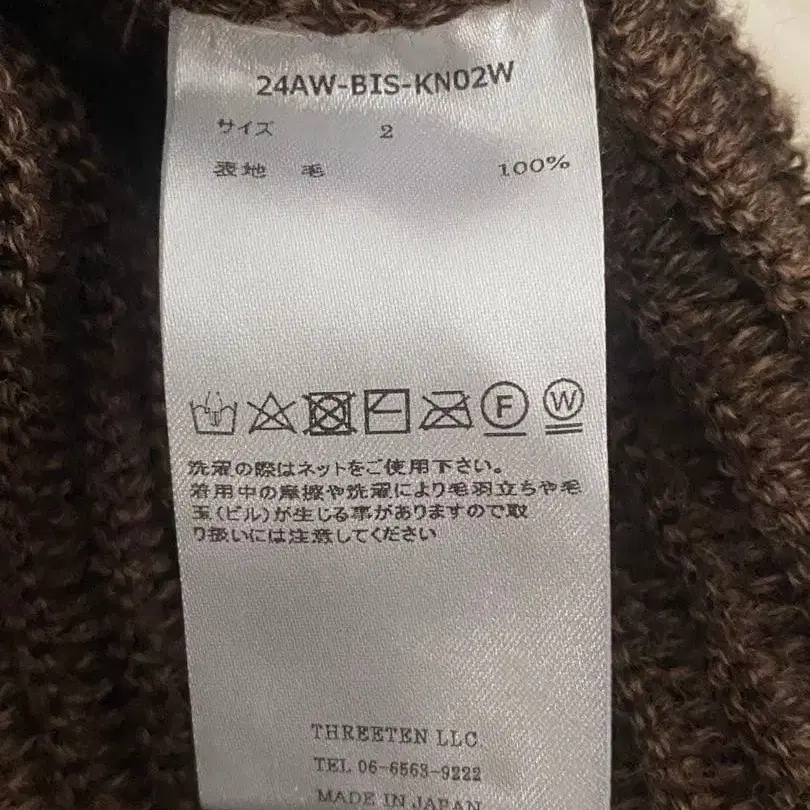 24AW-BIS-KN02W
サイズ 2
表地 毛 100%
F W
洗濯の際はネットをご使用下さい。
着用中の摩擦や洗濯により毛羽立ちや毛
玉(ピル)が生じる事がありますので取
り扱いには注意してください
THREETEN LLC.
TEL 06-6563-9222
MADE IN JAPAN